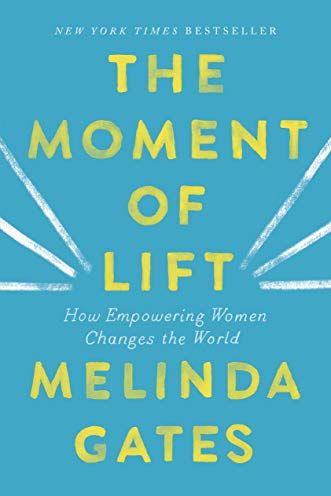 NEW YORK TIMES BESTSELLER
THE
MOMENT
OF
LIFT
How Empowering Women
Changes the World
MELINDA
GATES